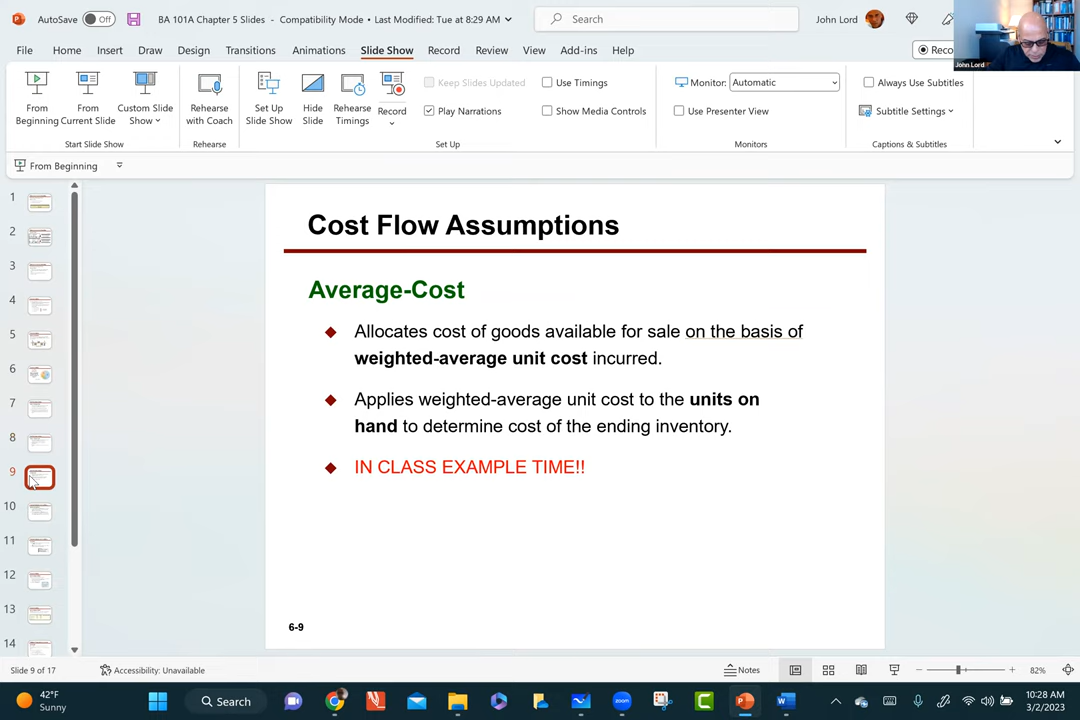 AutoSave Off BA 101A Chapter 5 Slides - Compatibility Mode • Last Modified: Tue at 8:29 AM Search John Lord
File Home Insert Draw Design Transitions Animations Slide Show Record Review View Add-ins Help
John Lord
From Beginning
From Current Slide
Custom Slide Show
Start Slide Show
Rehearse with Coach
Rehearse
Set Up Slide Show
Hide Slide
Rehearse Timings
Record
Keep Slides Updated
Play Narrations
Use Timings
Show Media Controls
Set Up
Monitor: Automatic
Use Presenter View
Monitors
Always Use Subtitles
Subtitle Settings
Captions & Subtitles
From Beginning
1
2
3
4
5
6
7
8
9
10
11
12
13
14
Cost Flow Assumptions
Average-Cost
Allocates cost of goods available for sale on the basis of
weighted-average unit cost incurred.
Applies weighted-average unit cost to the units on
hand to determine cost of the ending inventory.
IN CLASS EXAMPLE TIME!!
6-9
Slide 9 of 17 Accessibility: Unavailable Notes 82%
42°F
Sunny
Search
10:28 AM
3/2/2023